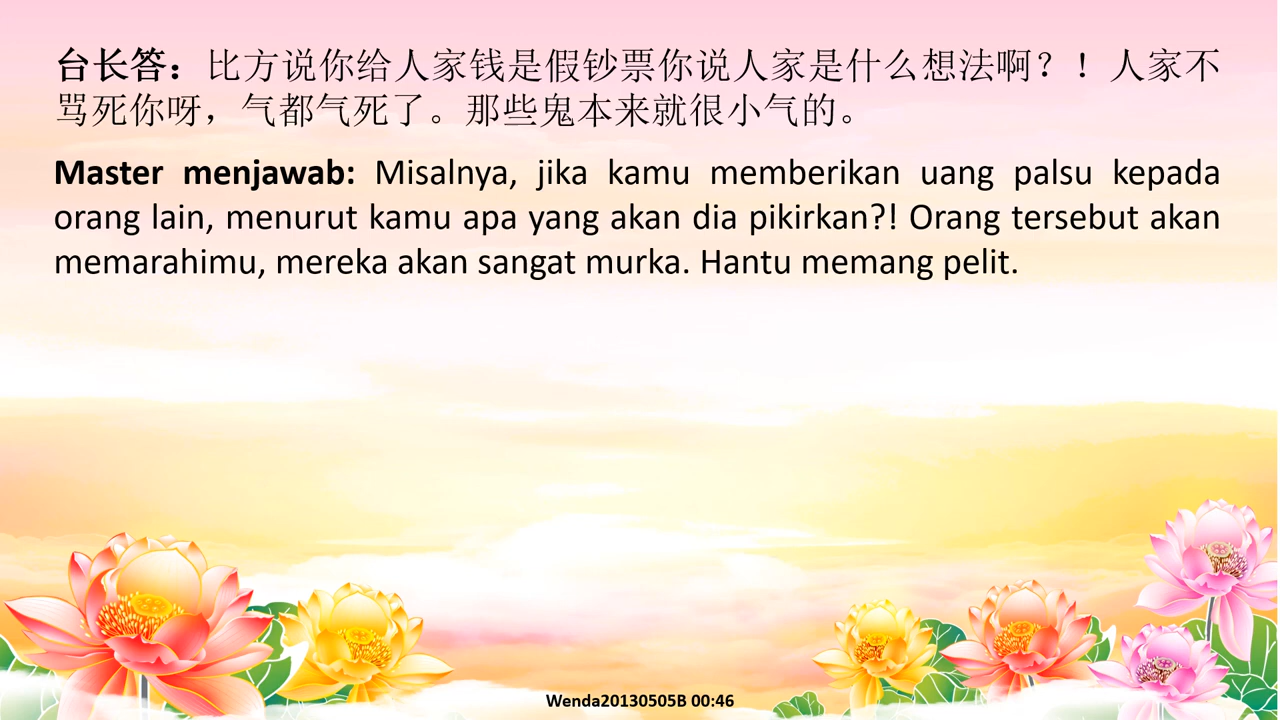 台长答：比方说你给人家钱是假钞票你说人家是什么想法啊？！人家不
骂死你呀，气都气死了。那些鬼本来就很小气的。
Master menjawab: Misalnya, jika kamu memberikan uang palsu kepada
orang lain, menurut kamu apa yang akan dia pikirkan?! Orang tersebut akan
memarahimu, mereka akan sangat murka. Hantu memang pelit.
Wenda20130505B 00:46